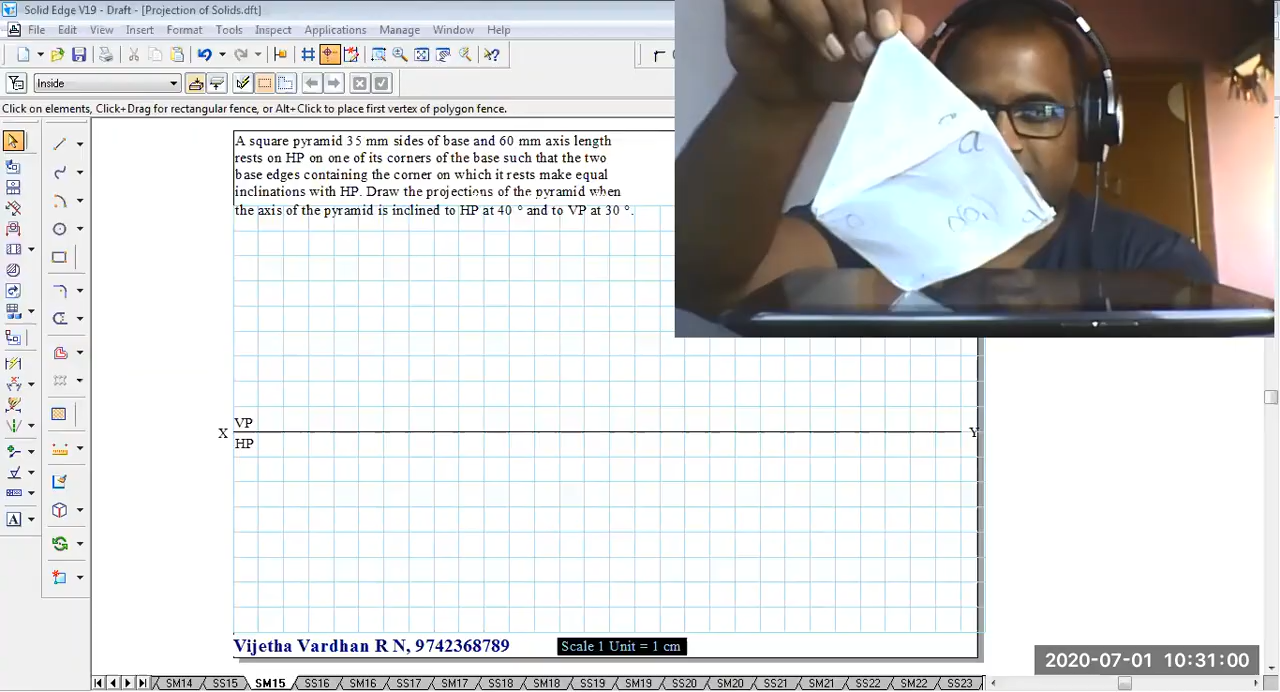 Solid Edge V19 - Draft - [Projection of Solids.dft]
File Edit View Insert Format Tools Inspect Applications Manage Window Help
Inside
Click on elements, Click+Drag for rectangular fence, or Alt+Click to place first vertex of polygon fence.
A square pyramid 35 mm sides of base and 60 mm axis length
rests on HP on one of its corners of the base such that the two
base edges containing the corner on which it rests make equal
inclinations with HP. Draw the projections of the pyramid when
the axis of the pyramid is inclined to HP at 40 ° and to VP at 30 °.
a
VP
X Y
HP
Vijetha Vardhan R N, 9742368789 Scale 1 Unit = 1 cm
2020-07-01 10:31:00
SM14 SS15 SM15 SS16 SM16 SS17 SM17 SS18 SM18 SS19 SM19 SS20 SM20 SS21 SM21 SS22 SM22 SS23